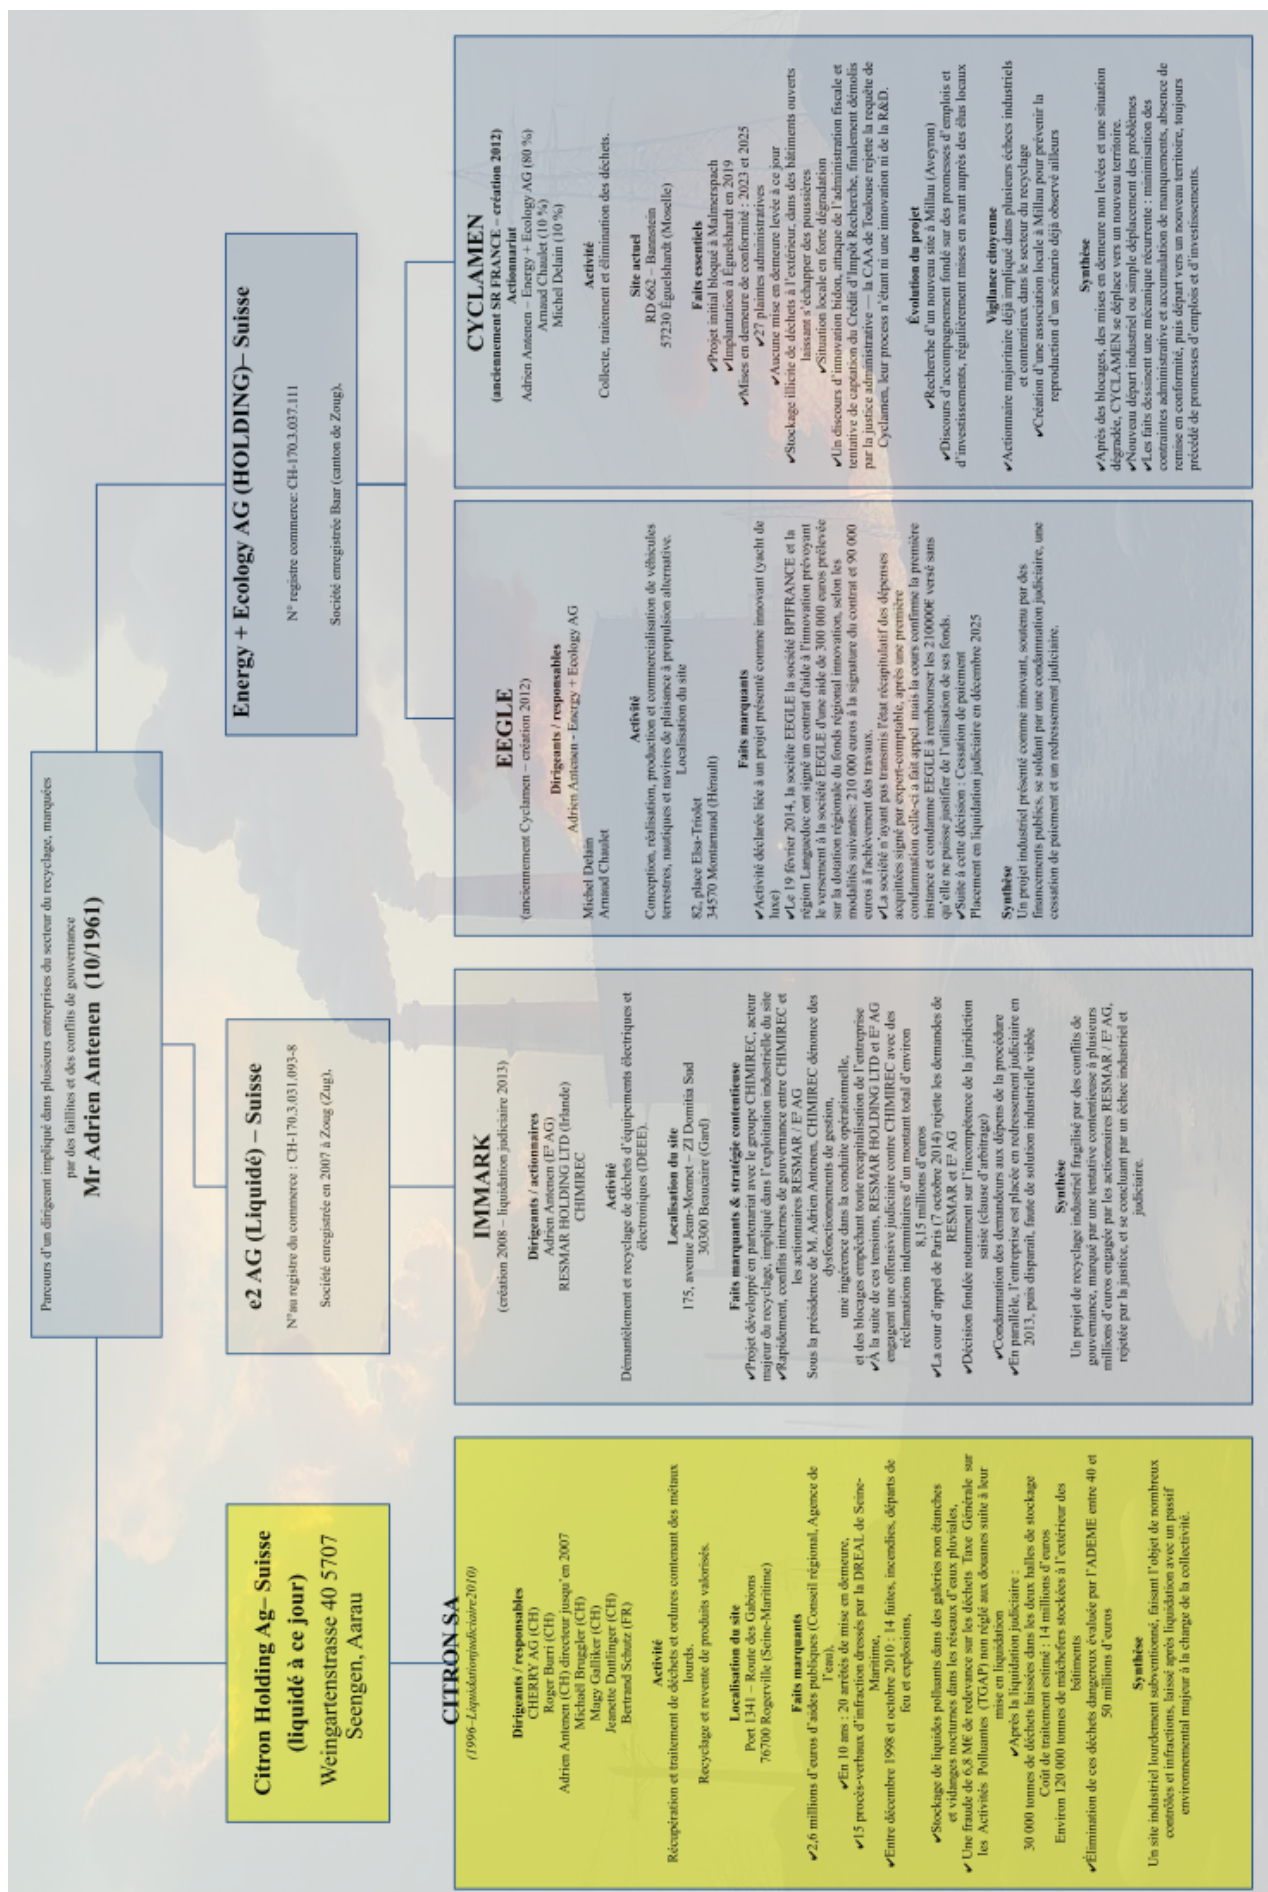 Parcours d'un dirigeant impliqué dans plusieurs entreprises du secteur du recyclage, marquées
par des faillites et des conflits de gouvernance
Mr Adrien Antenen (10/1961)
Citron Holding Ag– Suisse
(liquidé à ce jour)
Weingartenstrasse 40 5707
Seengen, Aarau
e2 AG (Liquidé) – Suisse
N°au registre du commerce : CH-170.3.031.093-8
Société enregistrée en 2007 à Zoug (Zug),
Energy + Ecology AG (HOLDING)– Suisse
N° registre commerce: CH-170.3.037.111
Société enregistrée Baar (canton de Zoug),
CITRON SA
(1996–Liquidationjudiciaire2010)
Dirigeants / responsables
CHERRY AG (CH)
Roger Burri (CH)
Adrien Antenen (CH) directeur jusqu'en 2007
Michaël Bruggler (CH)
Magy Galliker (CH)
Jeanette Duttlinger (CH)
Bertrand Schutz (FR)
Activité
Récupération et traitement de déchets et ordures contenant des métaux
lourds.
Recyclage et revente de produits valorisés.
Localisation du site
Port 1341 – Route des Gabions
76700 Rogerville (Seine-Maritime)
Faits marquants
✔2,6 millions d'euros d'aides publiques (Conseil régional, Agence de
l'eau),
✔En 10 ans : 20 arrêtés de mise en demeure,
✔15 procès-verbaux d'infraction dressés par la DREAL de Seine-
Maritime,
✔Entre décembre 1998 et octobre 2010 : 14 fuites, incendies, départs de
feu et explosions,
✔Stockage de liquides polluants dans des galeries non étanches
et vidanges nocturnes dans les réseaux d'eaux pluviales,
✔ Une fraude de 6,8 M€ de relevance sur les déchets Taxe Générale sur
les Activités Polluantes (TGAP) non réglé aux douanes suite à leur
mise en liquidation
✔Après la liquidation judiciaire :
30 000 tonnes de déchets laissées dans les deux halles de stockage
Coût de traitement estimé : 14 millions d'euros
Environ 120 000 tonnes de mâchefers stockées à l'extérieur des
bâtiments
✔Élimination de ces déchets dangereux évaluée par l'ADEME entre 40 et
50 millions d'euros
Synthèse
Un site industriel lourdement subventionné, faisant l'objet de nombreux
contrôles et infractions, laissé après liquidation avec un passif
environnemental majeur à la charge de la collectivité.
IMMARK
(création 2008 – liquidation judiciaire 2013)
Dirigeants / actionnaires
Adrien Antenen (E² AG)
RESMAR HOLDING LTD (Irlande)
CHIMIREC
Activité
Démantèlement et recyclage de déchets d'équipements électriques et
électroniques (DEEE).
Localisation du site
175, avenue Jean-Monnet – ZI Domitia Sud
30300 Beaucaire (Gard)
Faits marquants & stratégie contentieuse
✔Projet développé en partenariat avec le groupe CHIMIREC, acteur
majeur du recyclage, impliqué dans l'exploitation industrielle du site
✔Rapidement, conflits internes de gouvernance entre CHIMIREC et
les actionnaires RESMAR / E² AG
Sous la présidence de M. Adrien Antenen, CHIMIREC dénonce des
dysfonctionnements de gestion,
une ingérence dans la conduite opérationnelle,
et des blocages empêchant toute recapitalisation de l'entreprise
✔À la suite de ces tensions, RESMAR HOLDING LTD et E² AG
engagent une offensive judiciaire contre CHIMIREC avec des
réclamations indemnitaires d'un montant total d'environ
8,15 millions d'euros
✔La cour d'appel de Paris (7 octobre 2014) rejette les demandes de
RESMAR et E² AG
✔Décision fondée notamment sur l'incompétence de la juridiction
saisie (clause d'arbitrage)
✔Condamnation des demandeurs aux dépens de la procédure
✔En parallèle, l'entreprise est placée en redressement judiciaire en
2013, puis disparaît, faute de solution industrielle viable
Synthèse
Un projet de recyclage industriel fragilisé par des conflits de
gouvernance, marqué par une tentative contentieuse à plusieurs
millions d'euros engagée par les actionnaires RESMAR / E² AG,
rejetée par la justice, et se concluant par un échec industriel et
judiciaire.
EEGLE
(anciennement Cyclamen – création 2012)
Dirigeants / responsables
Adrien Antenen - Energy + Ecology AG
Michel Delain
Arnaud Chaulet
Activité
Conception, réalisation, production et commercialisation de véhicules
terrestres, nautiques et navires de plaisance à propulsion alternative.
Localisation du site
82, place Elsa-Triolet
34570 Montarnaud (Hérault)
Faits marquants
✔Activité déclarée liée à un projet présenté comme innovant (yacht de
luxe)
✔Le 19 février 2014, la société EEGLE la société BPIFRANCE et la
région Languedoc ont signé un contrat d'aide à l'innovation prévoyant
le versement à la société EEGLE d'une aide de 300 000 euros prélevée
sur la dotation régionale du fonds régional innovation, selon les
modalités suivantes: 210 000 euros à la signature du contrat et 90 000
euros à l'achèvement des travaux.
✔La société n'ayant pas transmis l'état récapitulatif des dépenses
acquittées signé par expert-comptable, après une première
condamnation celle-ci a fait appel mais la cours confirme la première
instance et condamne EEGLE à rembourser les 210000€ versé sans
qu'elle ne puisse justifier de l'utilisation de ses fonds.
✔Suite à cette décision : Cessation de paiement
Placement en liquidation judiciaire en décembre 2025
Synthèse
Un projet industriel présenté comme innovant, soutenu par des
financements publics, se soldant par une condamnation judiciaire, une
cessation de paiement et un redressement judiciaire.
CYCLAMEN
(anciennement SR FRANCE – création 2012)
Actionnariat
Adrien Antenen – Energy + Ecology AG (80 %)
Arnaud Chaulet (10 %)
Michel Delain (10 %)
Activité
Collecte, traitement et élimination des déchets.
Site actuel
RD 662 – Bannstein
57230 Éguelshardt (Moselle)
Faits essentiels
✔Projet initial bloqué à Malmerspach
✔Implantation à Éguelshardt en 2019
✔Mises en demeure de conformité : 2023 et 2025
✔27 plaintes administratives
✔Aucune mise en demeure levée à ce jour
✔Stockage illicite de déchets à l'extérieur, dans des bâtiments ouverts
laissant s'échapper des poussières
✔Situation locale en forte dégradation
✔Un discours d'innovation bidon, attaque de l'administration fiscale et
tentative de captation du Crédit d'Impôt Recherche, finalement démolis
par la justice administrative — la CAA de Toulouse rejette la requête de
Cyclamen, leur process n'étant ni une innovation ni de la R&D.
Évolution du projet
✔Recherche d'un nouveau site à Millau (Aveyron)
✔Discours d'accompagnement fondé sur des promesses d'emplois et
d'investissements, régulièrement mises en avant auprès des élus locaux
Vigilance citoyenne
✔Actionnaire majoritaire déjà impliqué dans plusieurs échecs industriels
et contentieux dans le secteur du recyclage
✔Création d'une association locale à Millau pour prévenir la
reproduction d'un scénario déjà observé ailleurs
Synthèse
✔Après des blocages, des mises en demeure non levées et une situation
dégradée, CYCLAMEN se déplace vers un nouveau territoire.
✔Nouveau départ industriel ou simple déplacement des problèmes
✔Les faits dessinent une mécanique récurrente : minimisation des
contraintes administrative et accumulation de manquements, absence de
remise en conformité, puis départ vers un nouveau territoire, toujours
précédé de promesses d'emplois et d'investissements.